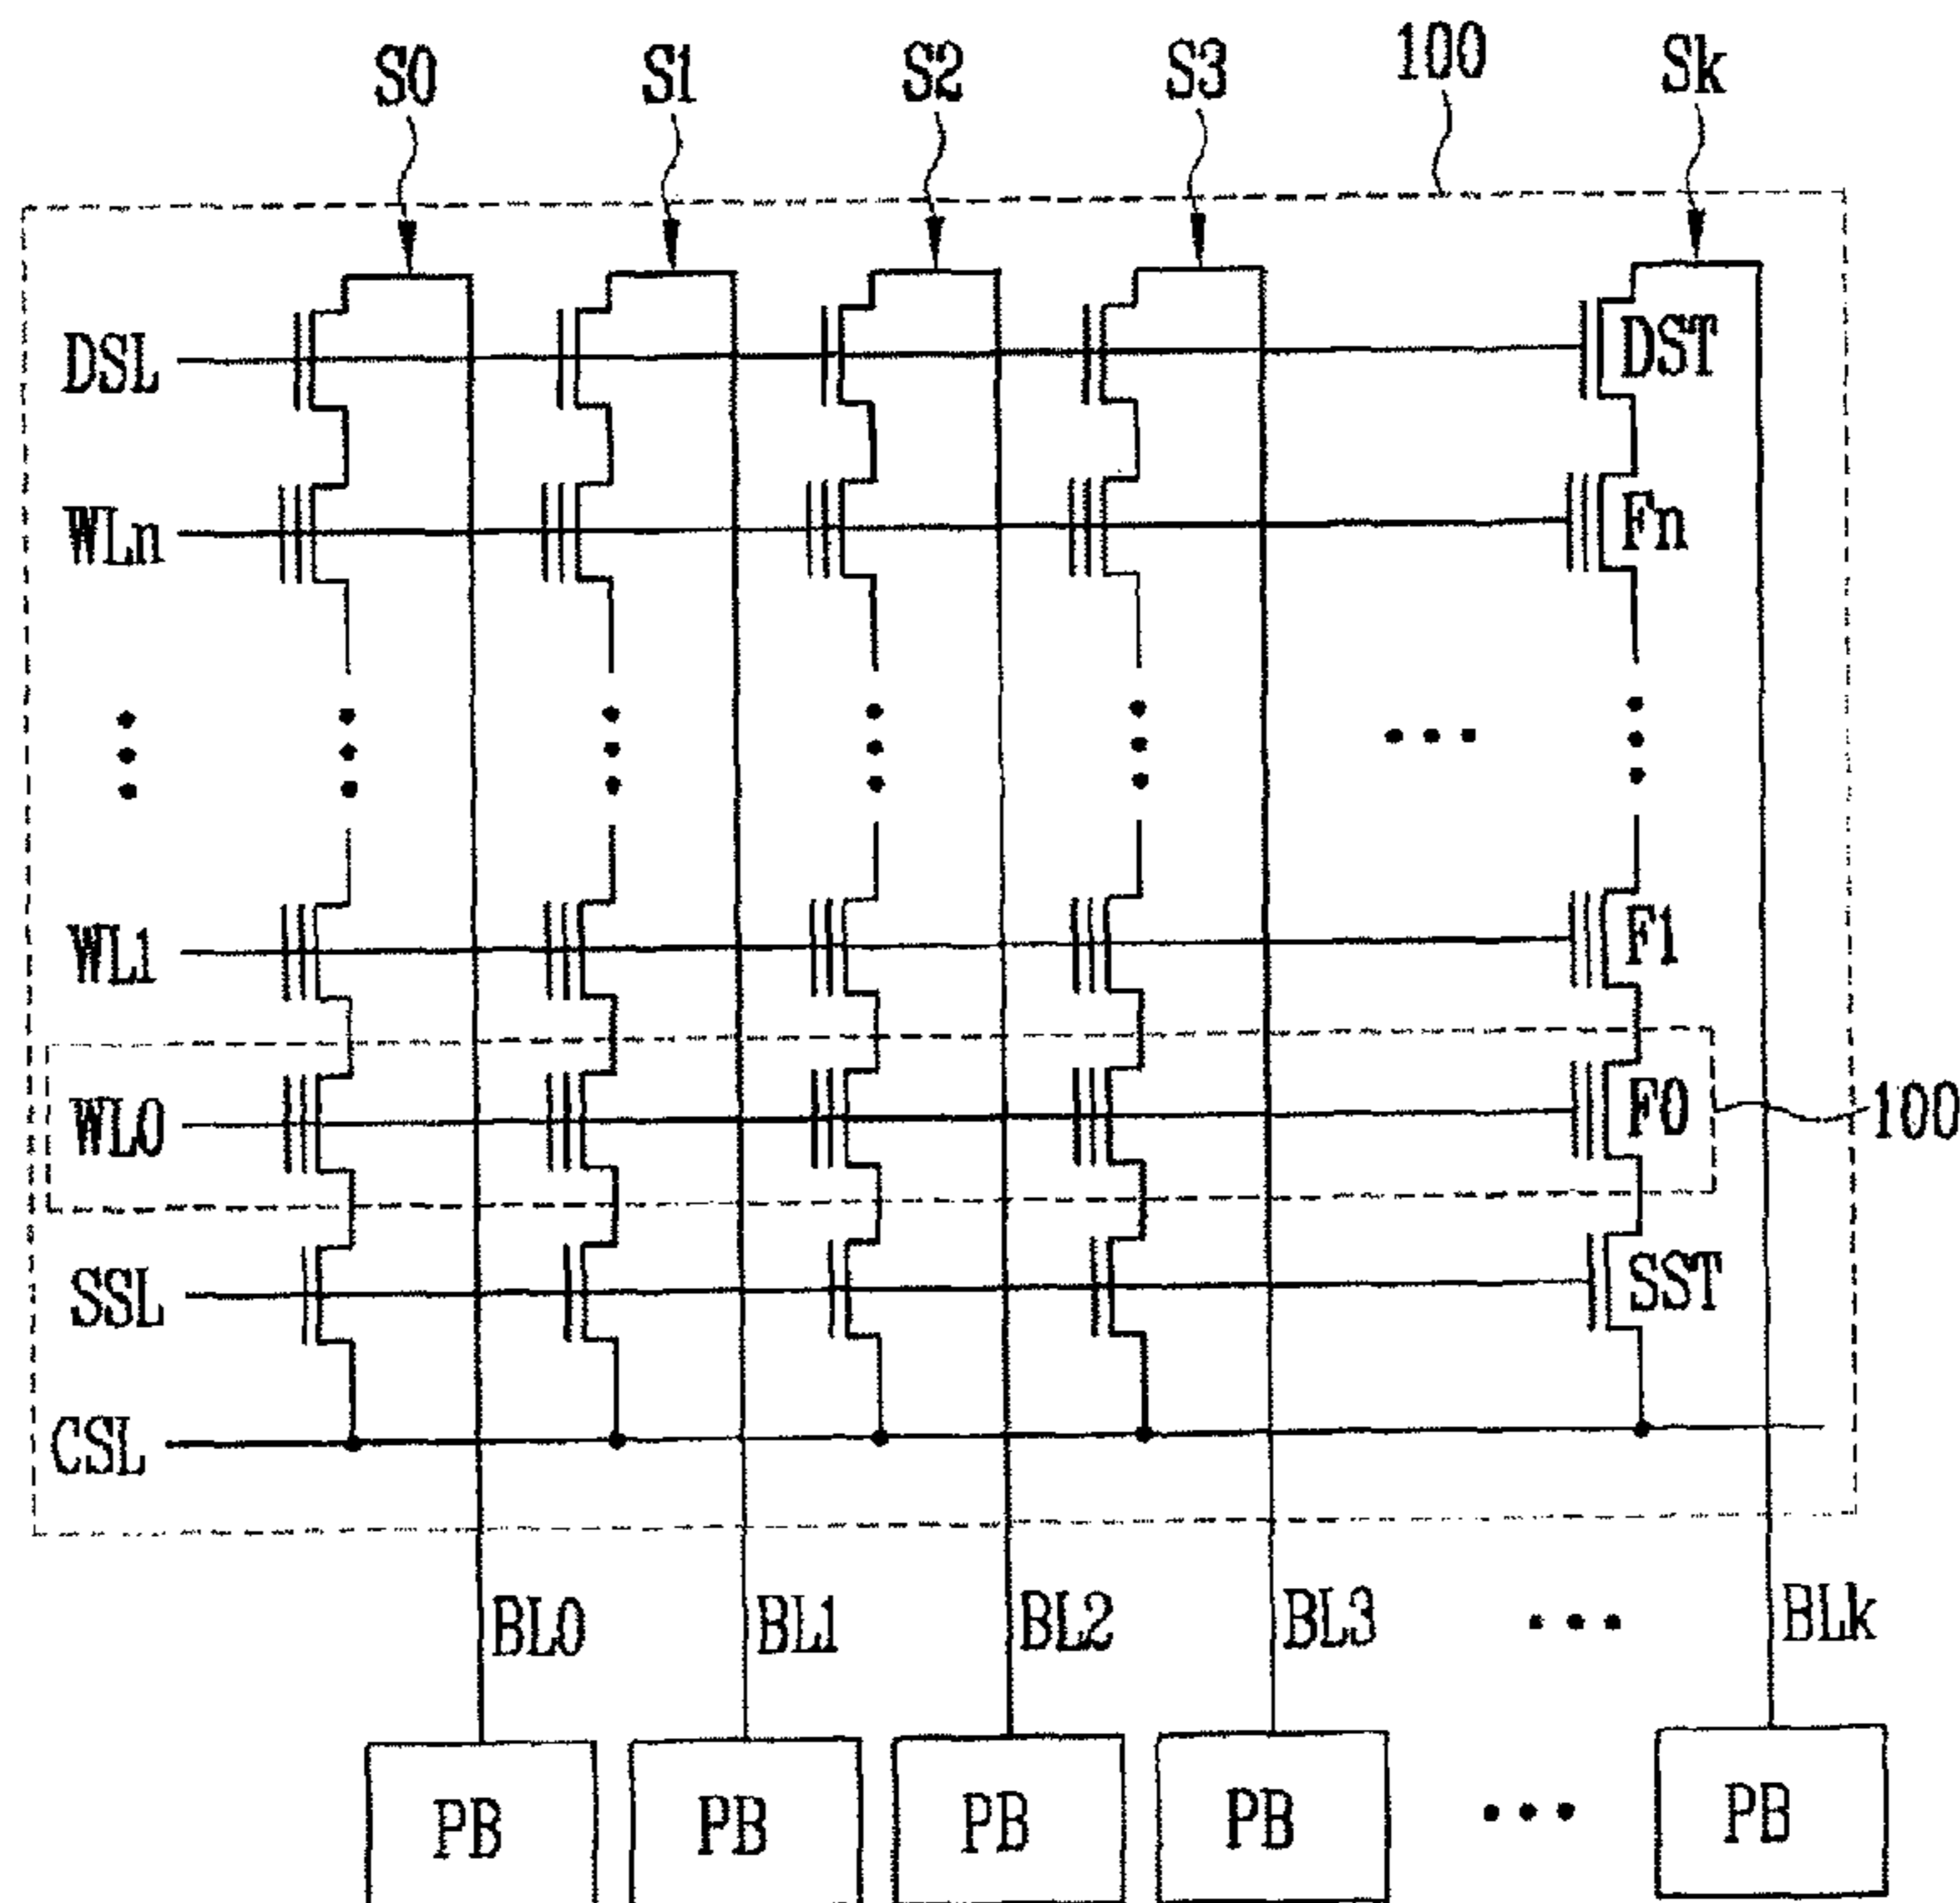 S0 S1 S2 S3 100 Sk
DSL DST
WLn Fn
WL1 F1
WL0 F0 100
SSL SST
CSL
BL0 BL1 BL2 BL3 BLk
PB PB PB PB PB